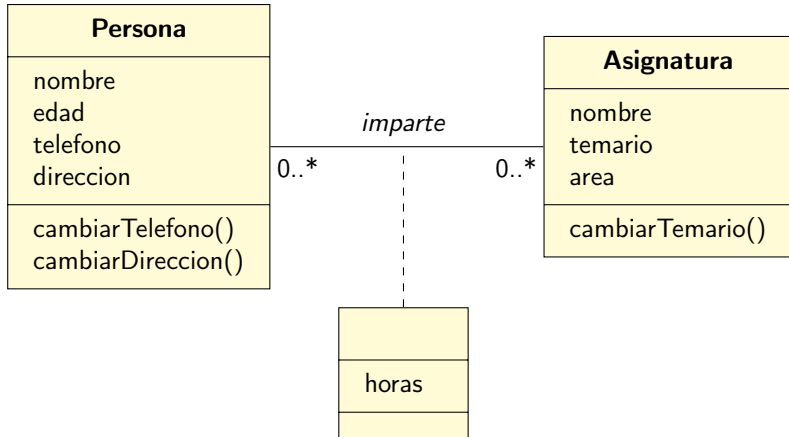 Persona
nombre
edad
telefono
direccion
cambiarTelefono()
cambiarDireccion()
imparte
0..*
0..*
Asignatura
nombre
temario
area
cambiarTemario()
horas